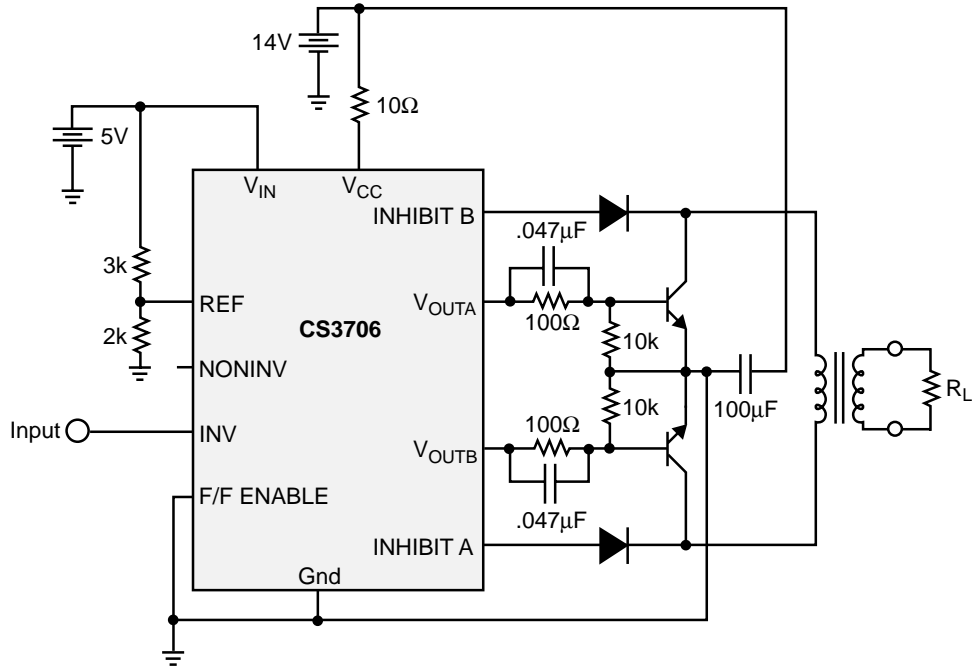 14V
10Ω
5V
VIN
VCC
INHIBIT B
.047μF
3k
REF
VOUTA
100Ω
CS3706
10k
2k
NONINV
100μF
RL
10k
Input
INV
100Ω
VOUTB
F/F ENABLE
.047μF
INHIBIT A
Gnd